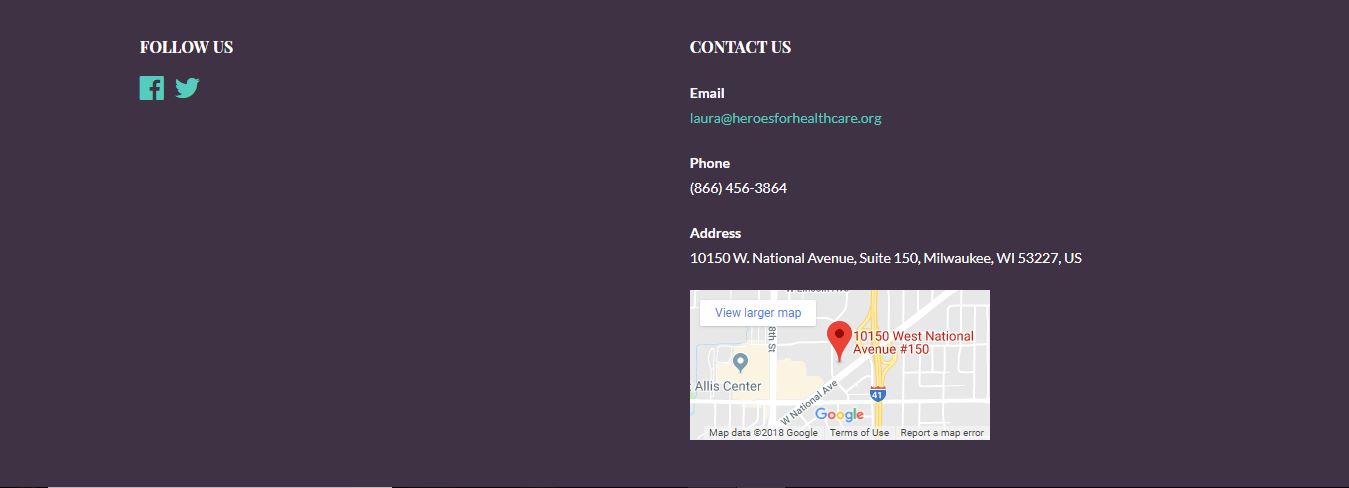 FOLLOW US
CONTACT US
Email
laura@heroesforhealthcare.org
Phone
(866) 456-3864
Address
10150 W. National Avenue, Suite 150, Milwaukee, WI 53227, US
View larger map
8th St
10150 West National
Avenue #150
Allis Center
41
W National Ave
Google
Map data ©2018 Google
Terms of Use
Report a map error